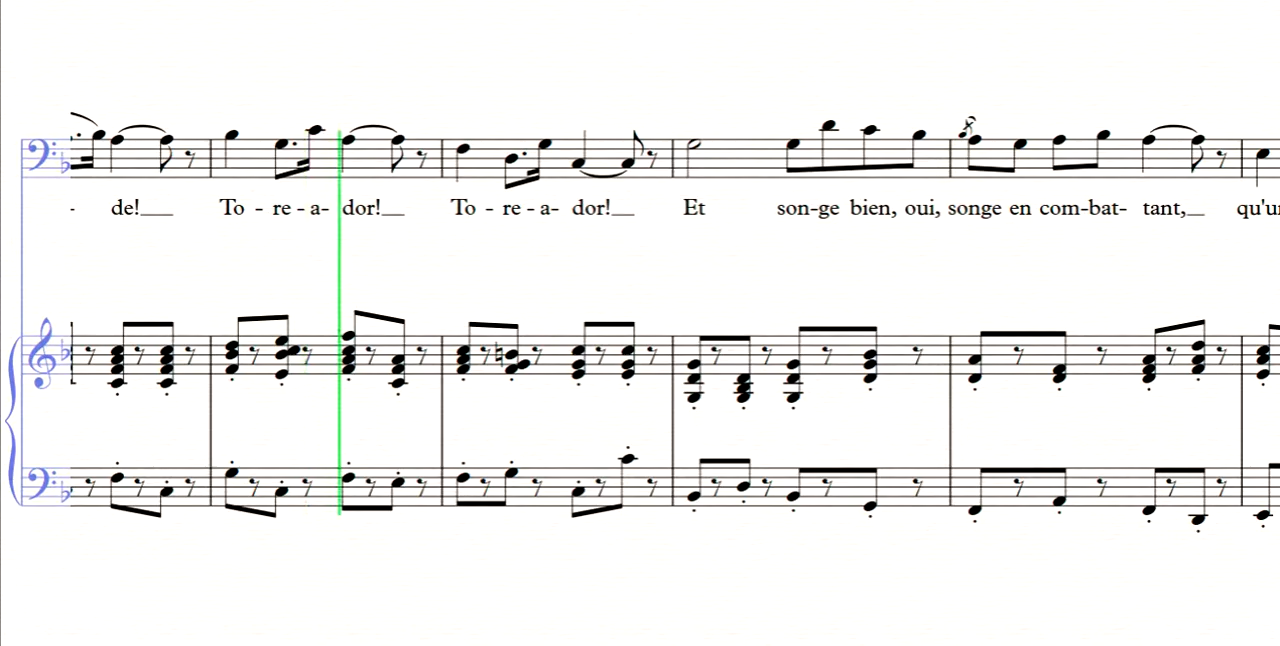 - de!__ To - re - a- dor!__ To - re - a- dor!__ Et son-ge bien, oui, songe en com-bat- tant,__